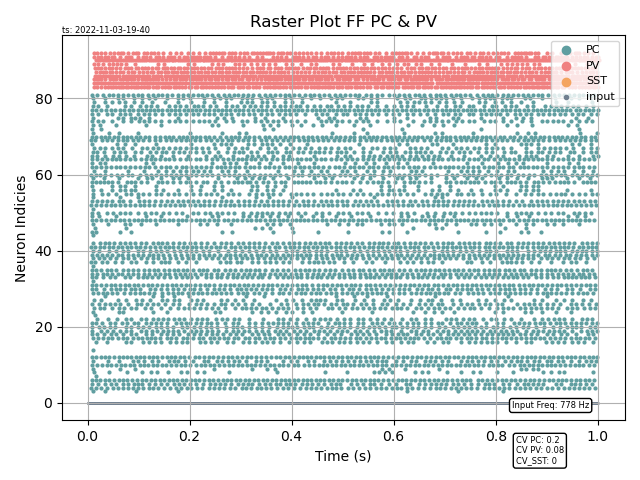 Raster Plot FF PC & PV
ts: 2022-11-03-19-40
PC
PV
SST
input
80
60
40
20
0
Neuron Indicies
Input Freq: 778 Hz
0.0 0.2 0.4 0.6 0.8 1.0
Time (s)
CV PC: 0.2
CV PV: 0.08
CV_SST: 0